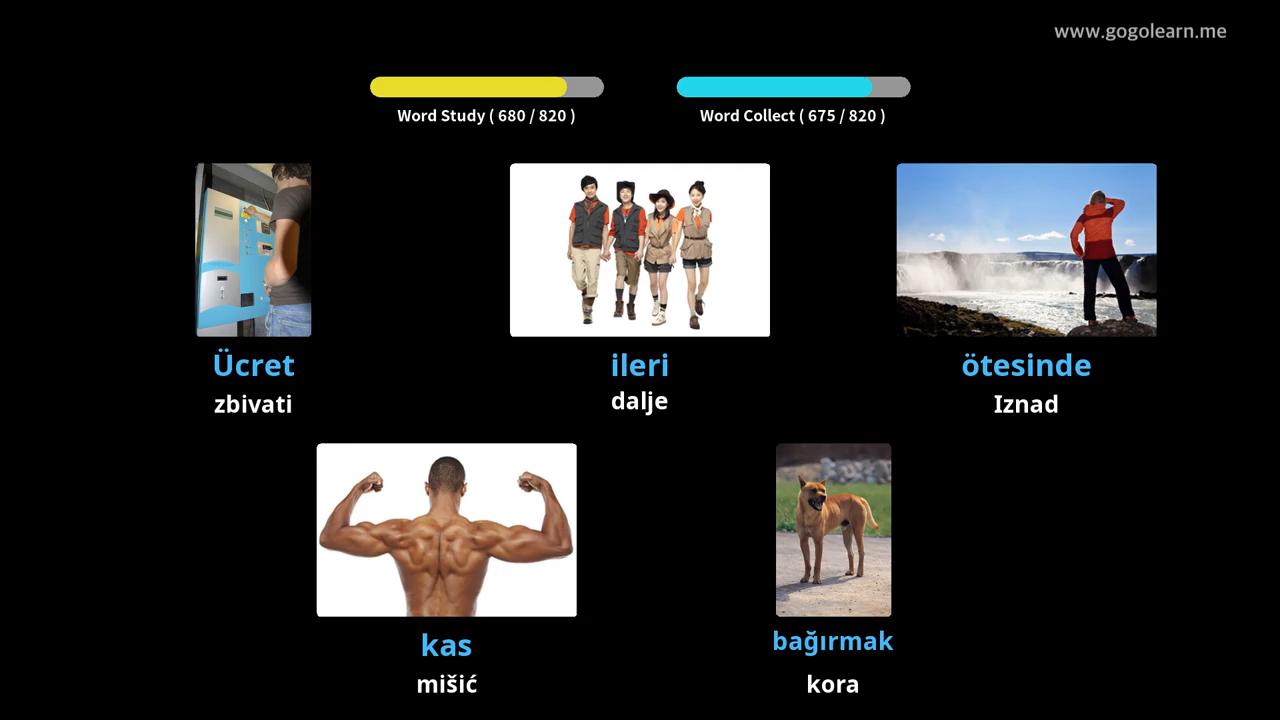 www.gogolearn.me
Word Study ( 680 / 820 )
Word Collect ( 675 / 820 )
Ücret
zbivati
ileri
dalje
ötesinde
Iznad
kas
mišić
bağırmak
kora